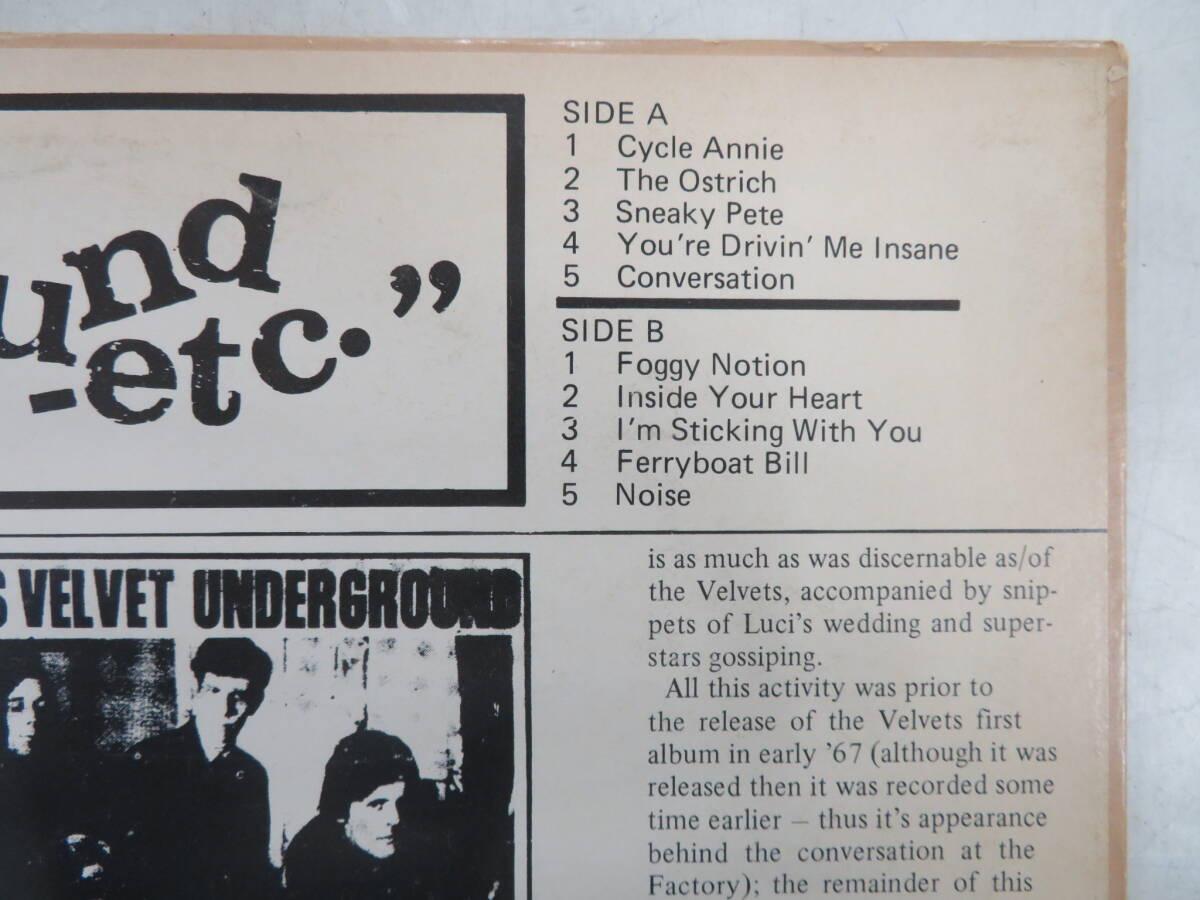 und
-etc.”
SIDE A
1 Cycle Annie
2 The Ostrich
3 Sneaky Pete
4 You're Drivin' Me Insane
5 Conversation
SIDE B
1 Foggy Notion
2 Inside Your Heart
3 I'm Sticking With You
4 Ferryboat Bill
5 Noise
S VELVET UNDERGROUND
is as much as was discernable as/of
the Velvets, accompanied by snip-
pets of Luci's wedding and super-
stars gossiping.
All this activity was prior to
the release of the Velvets first
album in early '67 (although it was
released then it was recorded some
time earlier — thus it's appearance
behind the conversation at the
Factory); the remainder of this